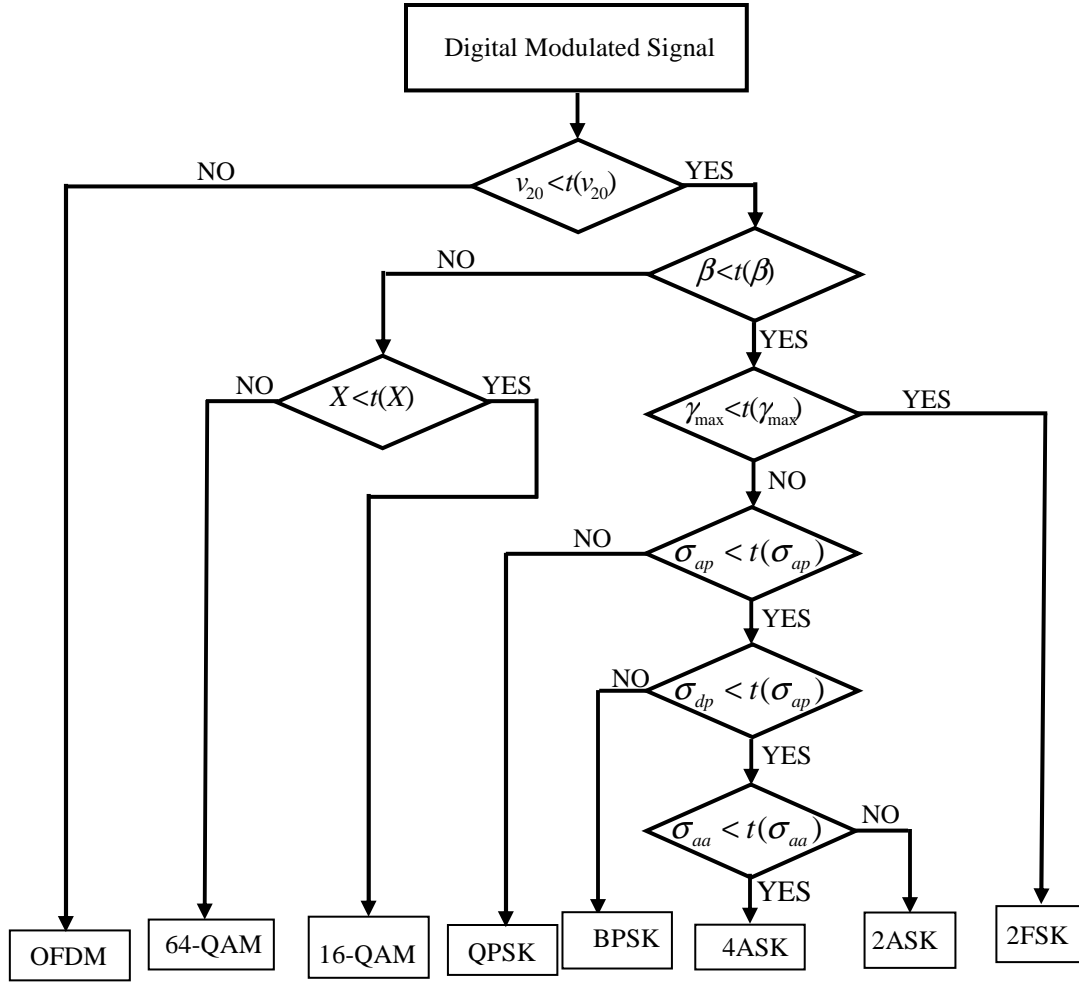 Digital Modulated Signal
NO
YES
v₂₀<t(v₂₀)
NO
β<t(β)
YES
NO
X<t(X)
YES
γmax<t(γmax)
YES
NO
NO
σap < t(σap)
YES
NO
σdp < t(σap)
YES
σaa < t(σaa)
NO
YES
OFDM
64-QAM
16-QAM
QPSK
BPSK
4ASK
2ASK
2FSK